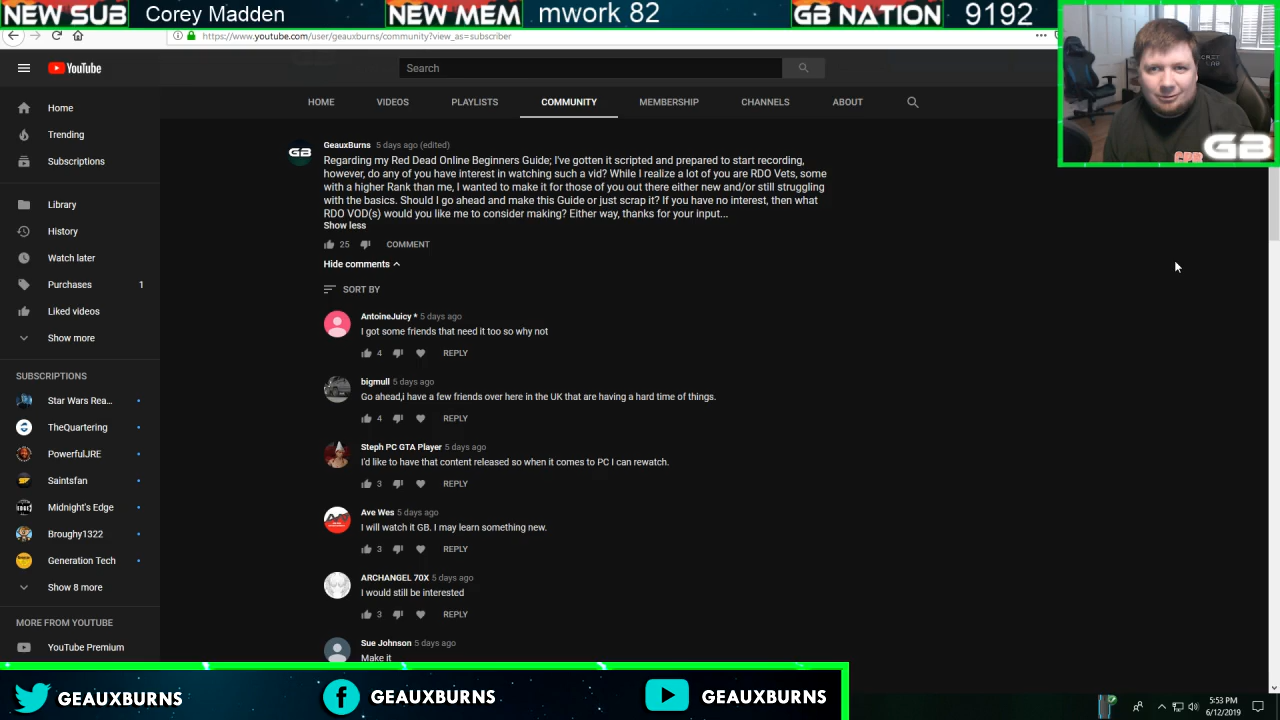 NEW SUB Corey Madden NEW MEM mwork 82 GB NATION 9192
https://www.youtube.com/user/geauxburns/community?view_as=subscriber
YouTube
Search
HOME VIDEOS PLAYLISTS COMMUNITY MEMBERSHIP CHANNELS ABOUT
Home
Trending
Subscriptions
Library
History
Watch later
Purchases 1
Liked videos
Show more
SUBSCRIPTIONS
Star Wars Rea...
TheQuartering
PowerfulJRE
Saintsfan
Midnight's Edge
Broughy1322
Generation Tech
Show 8 more
MORE FROM YOUTUBE
YouTube Premium
GB
GeauxBurns 5 days ago (edited)
Regarding my Red Dead Online Beginners Guide; I've gotten it scripted and prepared to start recording,
however, do any of you have interest in watching such a vid? While I realize a lot of you are RDO Vets, some
with a higher Rank than me, I wanted to make it for those of you out there either new and/or still struggling
with the basics. Should I go ahead and make this Guide or just scrap it? If you have no interest, then what
RDO VOD(s) would you like me to consider making? Either way, thanks for your input...
Show less
25 COMMENT
Hide comments
SORT BY
AntoineJuicy * 5 days ago
I got some friends that need it too so why not
4 REPLY
bigmull 5 days ago
Go ahead,i have a few friends over here in the UK that are having a hard time of things.
4 REPLY
Steph PC GTA Player 5 days ago
I'd like to have that content released so when it comes to PC I can rewatch.
3 REPLY
Ave Wes 5 days ago
I will watch it GB. I may learn something new.
3 REPLY
ARCHANGEL 70X 5 days ago
I would still be interested
3 REPLY
Sue Johnson 5 days ago
Make it
GB
GEAUXBURNS GEAUXBURNS GEAUXBURNS
5:53 PM
6/12/2019